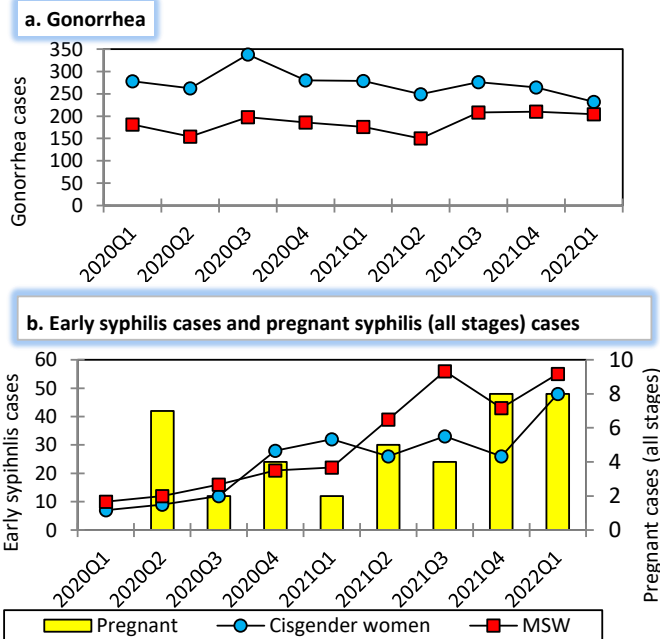 a. Gonorrhea
350
300
250
200
150
100
50
0
Gonorrhea cases
2020Q1 2020Q2 2020Q3 2020Q4 2021Q1 2021Q2 2021Q3 2021Q4 2022Q1
b. Early syphilis cases and pregnant syphilis (all stages) cases
60 10
50 8
40 6
30 4
20 2
10 0
0
Early sypihnlis cases
Pregnant cases (all stages)
2020Q1 2020Q2 2020Q3 2020Q4 2021Q1 2021Q2 2021Q3 2021Q4 2022Q1
Pregnant Cisgender women MSW